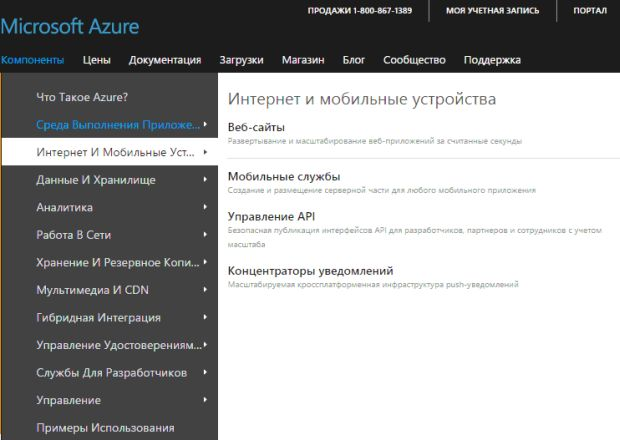 ПРОДАЖИ 1-800-867-1389
МОЯ УЧЕТНАЯ ЗАПИСЬ
ПОРТАЛ
Microsoft Azure
Компоненты Цены Документация Загрузки Магазин Блог Сообщество Поддержка
Что Такое Azure?
Среда Выполнения Приложе...
Интернет И Мобильные Уст...
Данные И Хранилище
Аналитика
Работа В Сети
Хранение И Резервное Копи...
Мультимедиа И CDN
Гибридная Интеграция
Управление Удостоверениям...
Службы Для Разработчиков
Управление
Примеры Использования
Интернет и мобильные устройства
Веб-сайты
Развертывание и масштабирование веб-приложений за считанные секунды
Мобильные службы
Создание и размещение серверной части для любого мобильного приложения
Управление API
Безопасная публикация интерфейсов API для разработчиков, партнеров и сотрудников с учетом
масштаба
Концентраторы уведомлений
Масштабируемая кроссплатформенная инфраструктура push-уведомлений